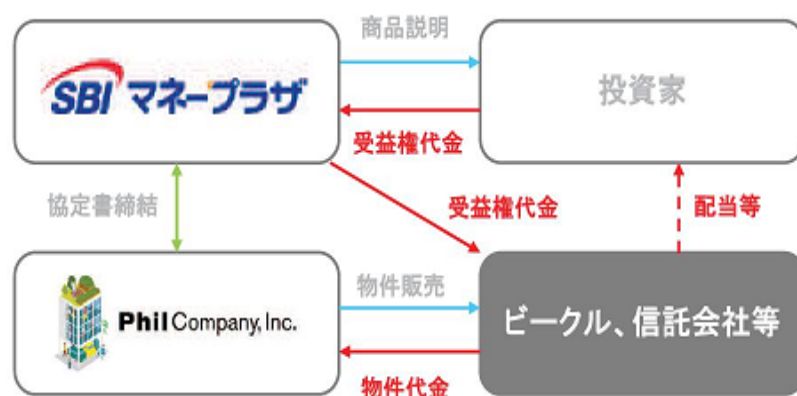 商品説明
SBI マネープラザ
投資家
受益権代金
協定書締結
受益権代金
配当等
Phil Company, Inc.
物件販売
ビークル、信託会社等
物件代金